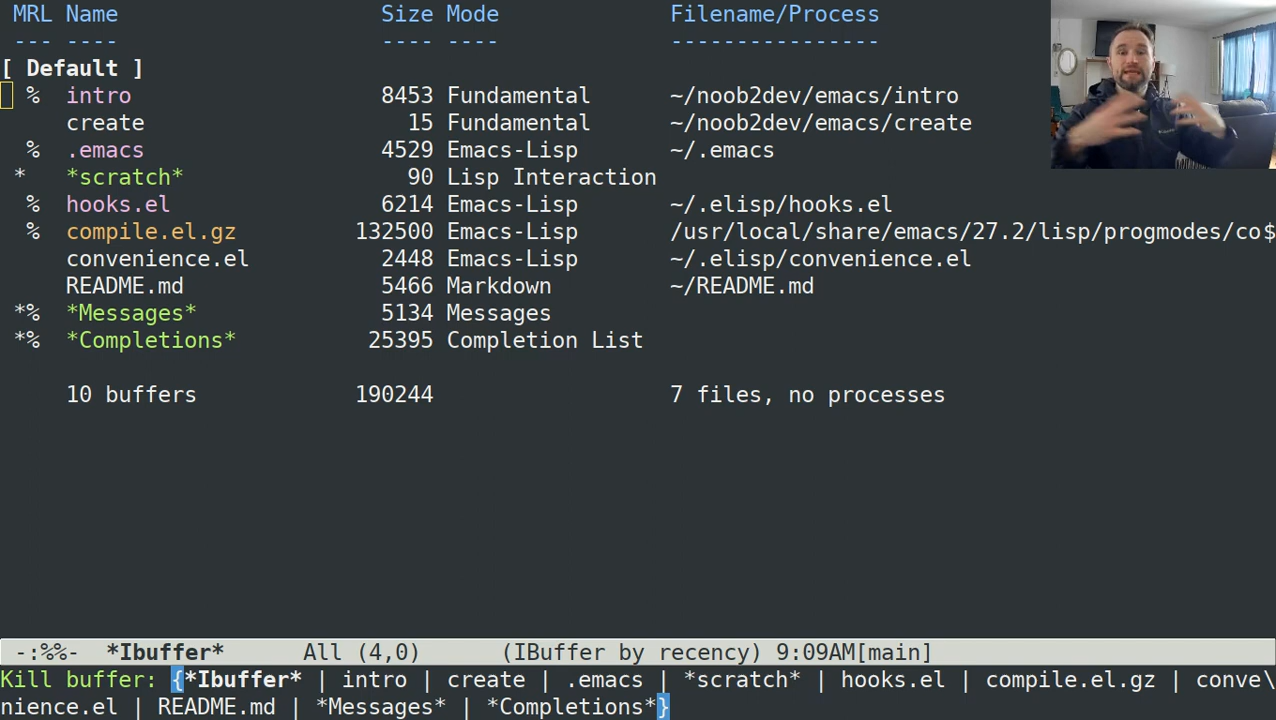 MRL Name Size Mode Filename/Process
--- ---- ---- ---- ----------------
[ Default ]
% intro 8453 Fundamental ~/noob2dev/emacs/intro
create 15 Fundamental ~/noob2dev/emacs/create
% .emacs 4529 Emacs-Lisp ~/.emacs
* *scratch* 90 Lisp Interaction
% hooks.el 6214 Emacs-Lisp ~/.elisp/hooks.el
% compile.el.gz 132500 Emacs-Lisp /usr/local/share/emacs/27.2/lisp/progmodes/co$
convenience.el 2448 Emacs-Lisp ~/.elisp/convenience.el
README.md 5466 Markdown ~/README.md
*% *Messages* 5134 Messages
*% *Completions* 25395 Completion List
10 buffers 190244 7 files, no processes
-:%%- *Ibuffer* All (4,0) (IBuffer by recency) 9:09AM[main]
Kill buffer: {*Ibuffer* | intro | create | .emacs | *scratch* | hooks.el | compile.el.gz | conve\
nience.el | README.md | *Messages* | *Completions*}